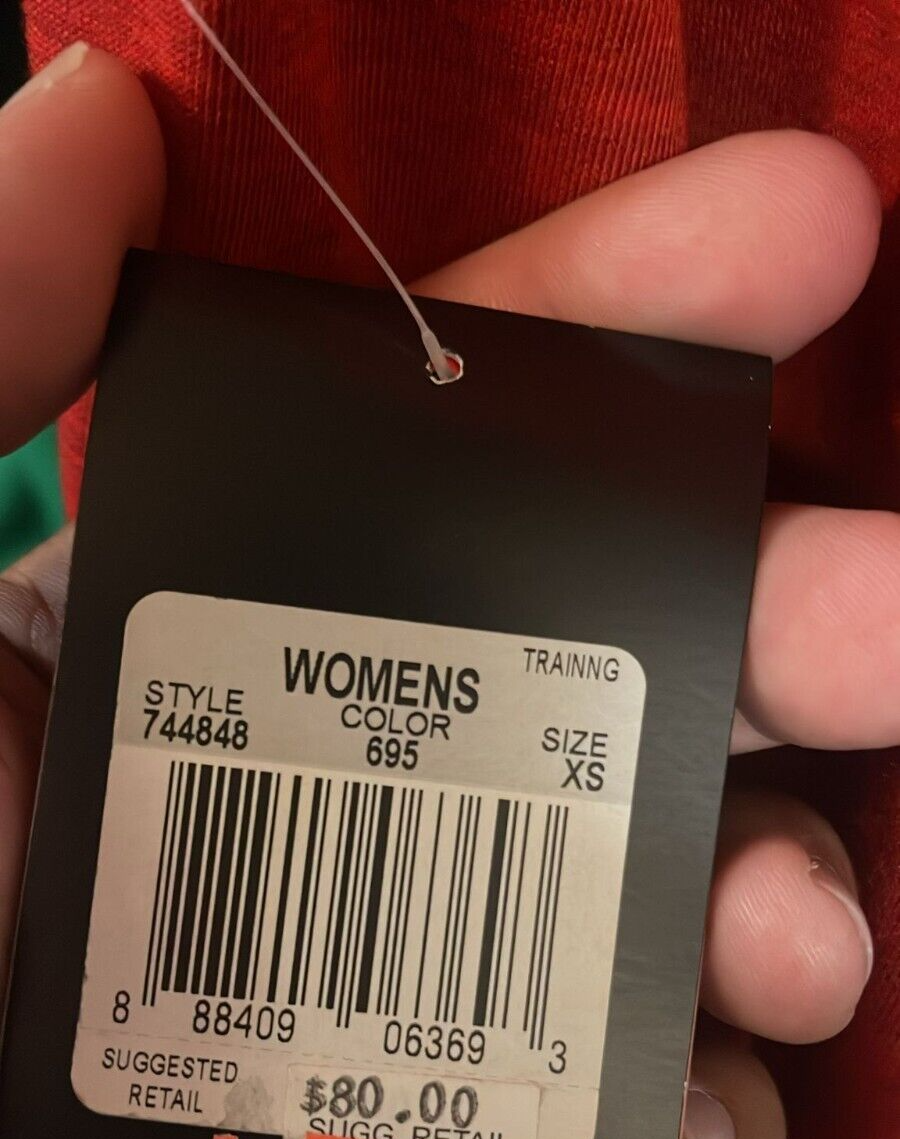 WOMENS TRAINNG
STYLE COLOR SIZE
744848 695 XS
8 88409 06369 3
SUGGESTED
RETAIL
$80.00
SUGG. RETAIL